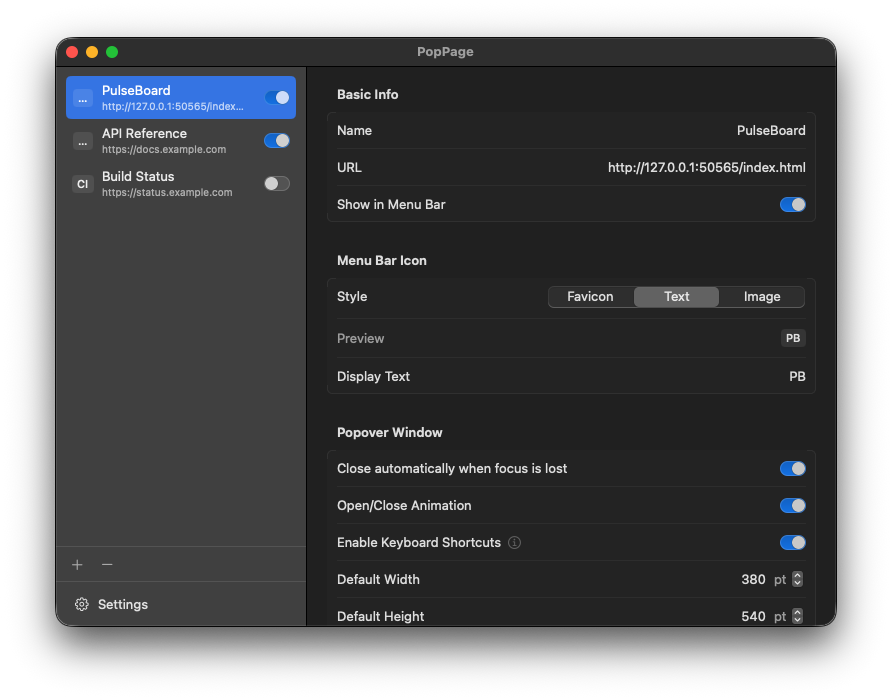 PopPage
...
PulseBoard
http://127.0.0.1:50565/index...
...
API Reference
https://docs.example.com
CI
Build Status
https://status.example.com
+
−
Settings
Basic Info
Name PulseBoard
URL http://127.0.0.1:50565/index.html
Show in Menu Bar
Menu Bar Icon
Style Favicon Text Image
Preview PB
Display Text PB
Popover Window
Close automatically when focus is lost
Open/Close Animation
Enable Keyboard Shortcuts
Default Width 380 pt
Default Height 540 pt